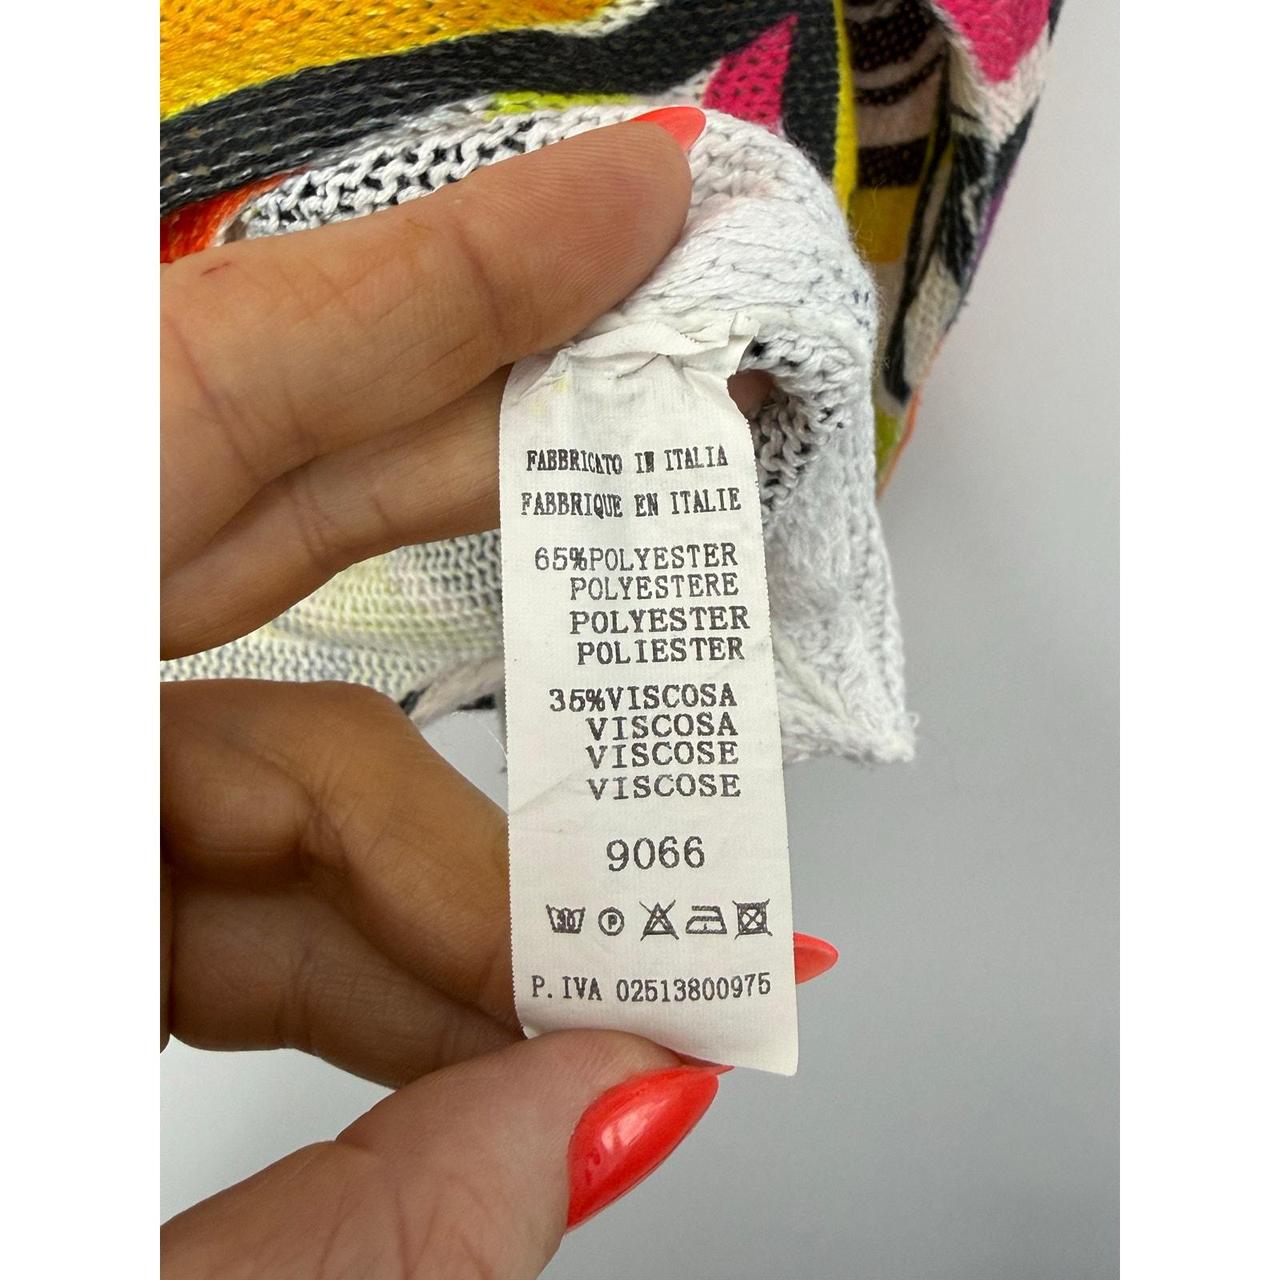 FABBRICATO IN ITALIA
FABBRIQUE EN ITALIE
65%POLYESTER
POLYESTERE
POLYESTER
POLIESTER
35%VISCOSA
VISCOSA
VISCOSE
VISCOSE
9066
30 P
P.IVA 02513800975